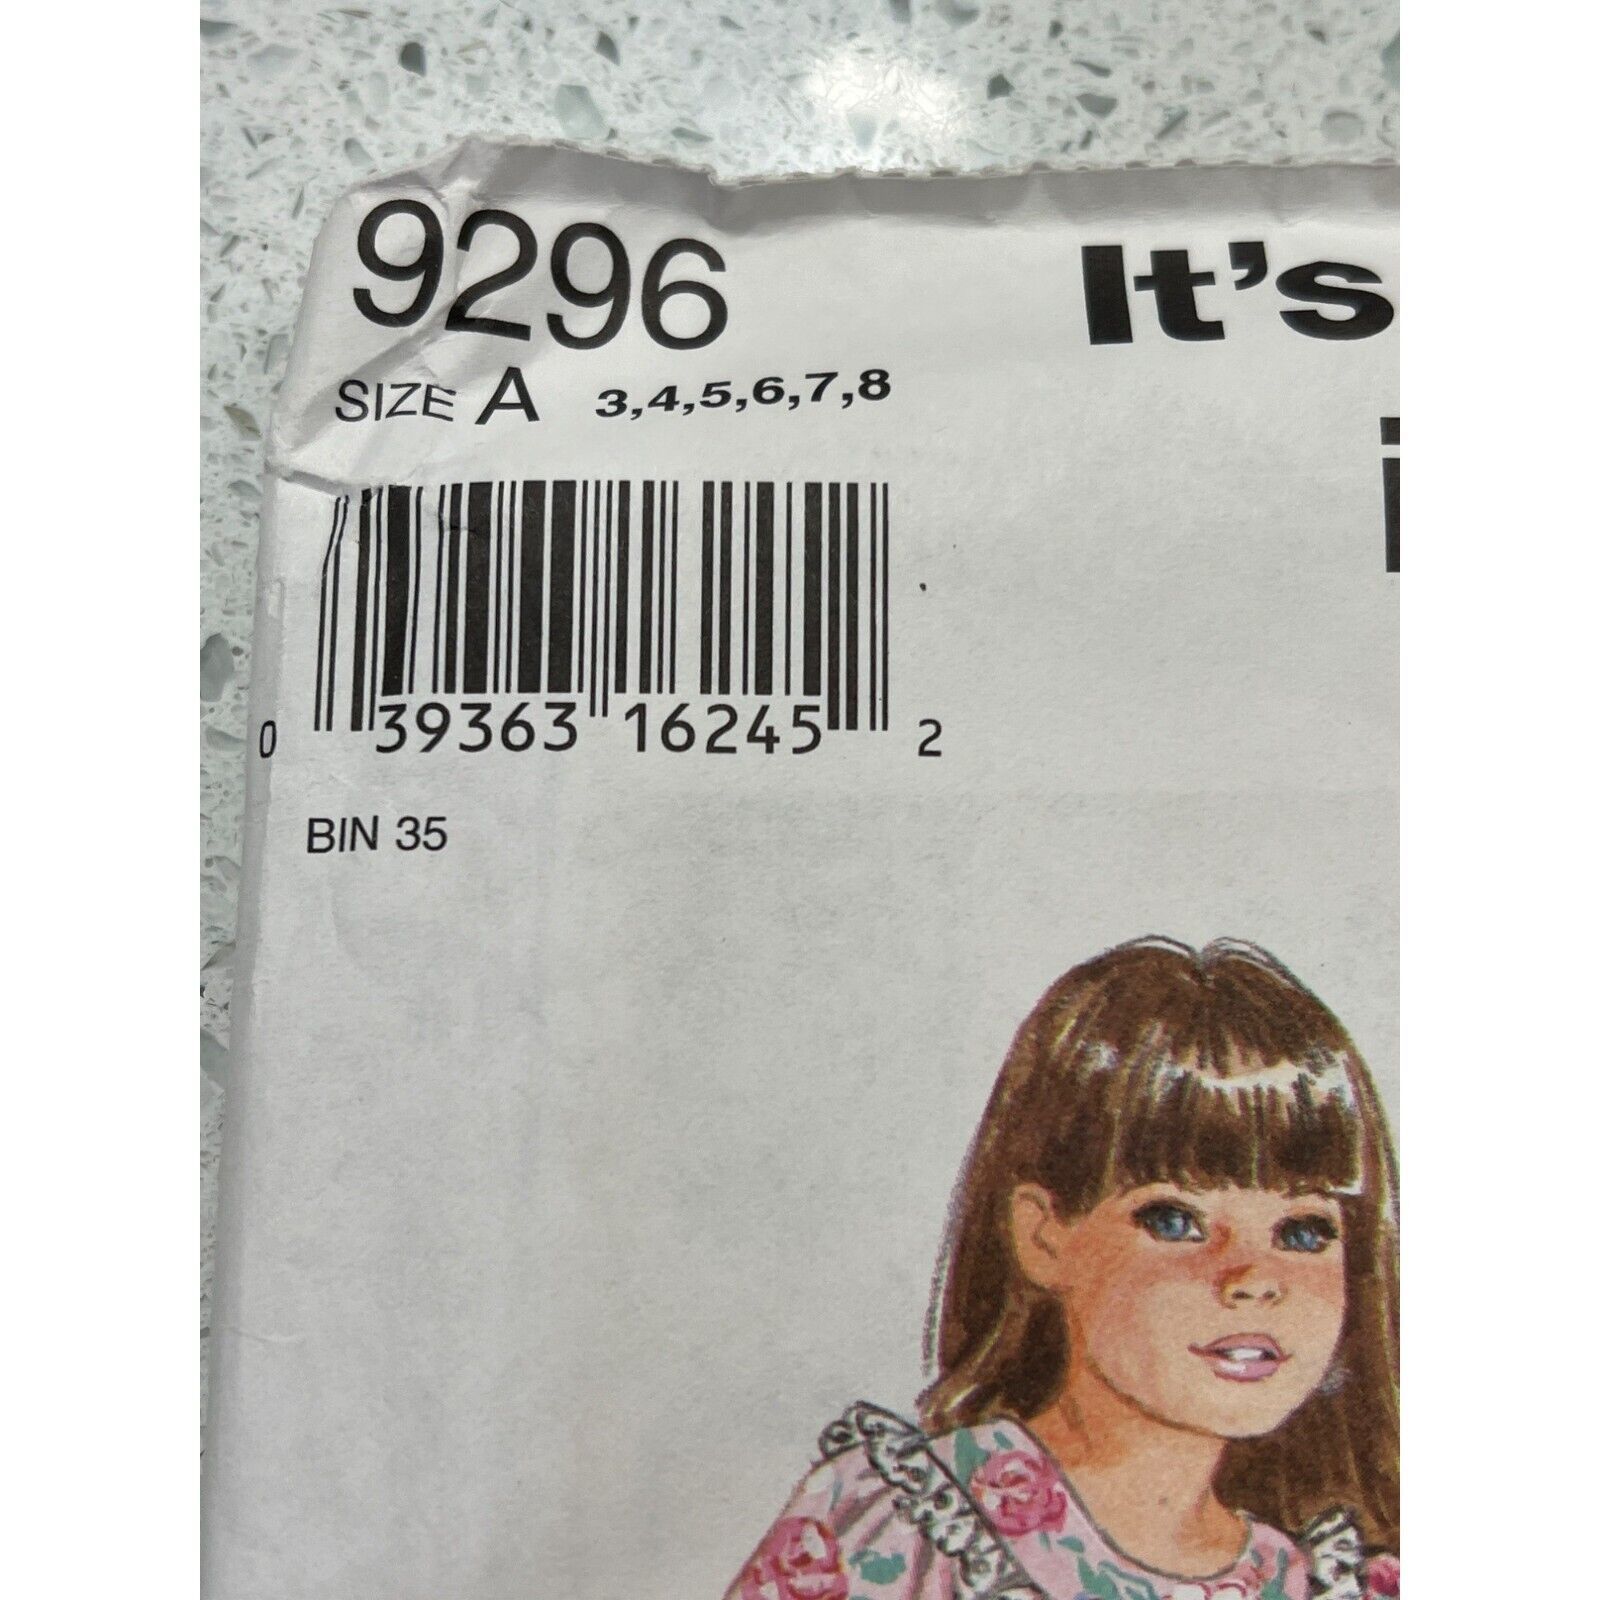 9296
It's
SIZE A 3,4,5,6,7,8
0 39363 16245 2
BIN 35